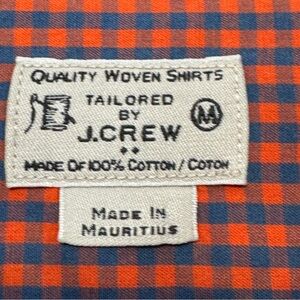 QUALITY WOVEN SHIRTS
TAILORED
BY
J.CREW
M
MADE OF 100% COTTON / COTON
MADE IN
MAURITIUS